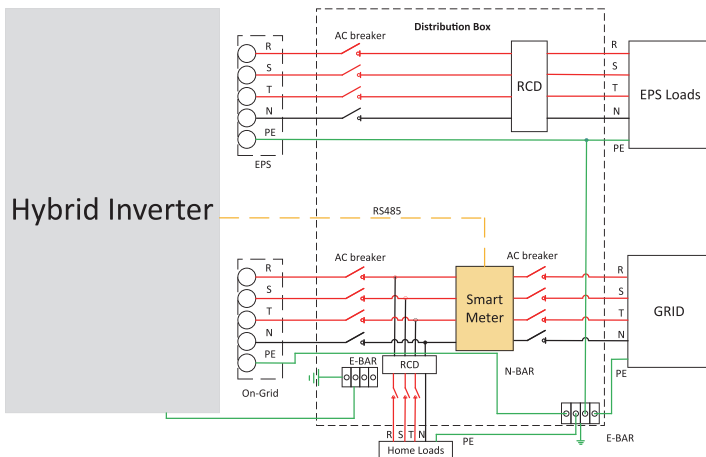 Distribution Box
AC breaker
R
S
T
N
PE
EPS
RCD
R
S
T
N
PE
EPS Loads
Hybrid Inverter
RS485
AC breaker
AC breaker
R
S
T
N
PE
On-Grid
Smart
Meter
R
S
T
N
PE
GRID
E-BAR
RCD
N-BAR
R S T N
PE
Home Loads
E-BAR